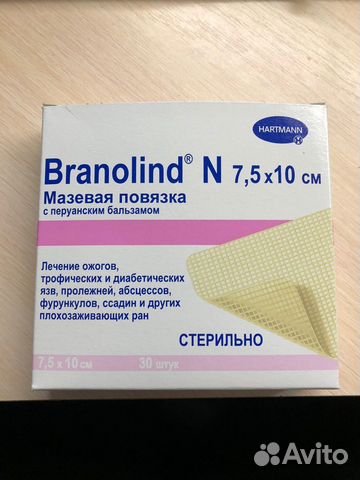 HARTMANN
Branolind® N 7,5 x 10 см
Мазевая повязка
с перуанским бальзамом
Лечение ожогов,
трофических и диабетических
язв, пролежней, абсцессов,
фурункулов, ссадин и других
плохозаживающих ран
СТЕРИЛЬНО
7,5 x 10 см 30 штук
Avito